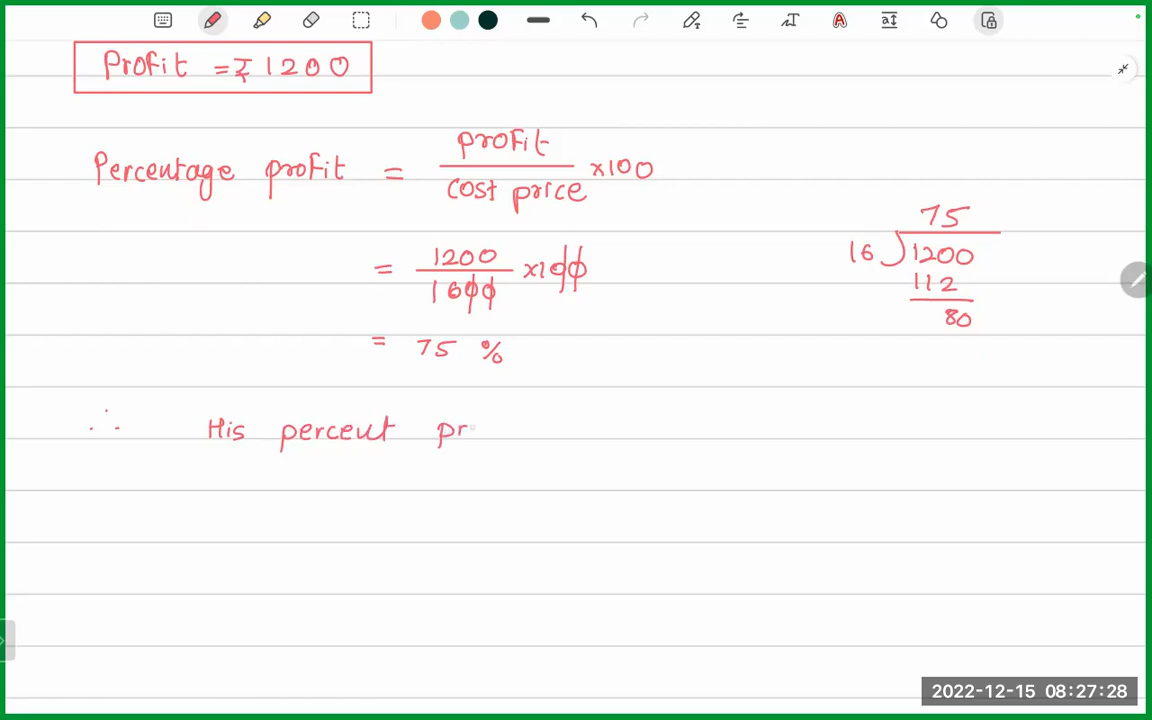 Profit = ₹ 1200
Percentage profit = profit / cost price ×100
= 1200 / 1600 ×100
= 75 %
75
16 ) 1200
112
80
∴ His percent pr
2022-12-15 08:27:28